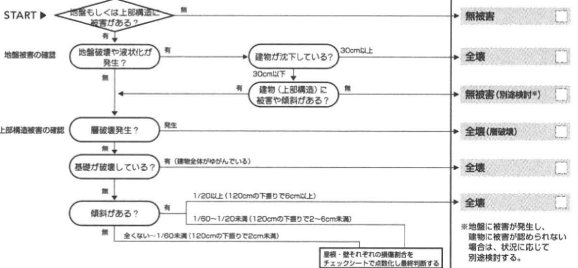 START▶
地盤もしくは上部構造に
被害がある？
無
無被害
有
地盤被害の確認
地盤破壊や液状化が
発生？
有
建物が沈下している？
30cm以上
全壊
無
30cm以下
有
建物（上部構造）に
被害や傾斜がある？
無
無被害（別途検討※）
上部構造被害の確認
層破壊発生？
発生
全壊（層破壊）
無
基礎が破壊している？
有（建物全体がゆがんでいる）
全壊
無
傾斜がある？
有
1/20以上（120cmの下振りで6cm以上）
全壊
1/60〜1/20未満（120cmの下振りで2〜6cm未満）
無
全くない〜1/60未満（120cmの下振りで2cm未満）
屋根・壁それぞれの損傷割合を
チェックシートで点数化し最終判断する
※地盤に被害が発生し、
建物に被害が認められない
場合は、状況に応じて
別途検討する。